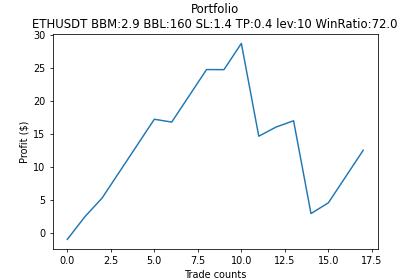 Portfolio
ETHUSDT BBM:2.9 BBL:160 SL:1.4 TP:0.4 lev:10 WinRatio:72.0
30
25
20
15
10
5
0
Profit ($)
0.0 2.5 5.0 7.5 10.0 12.5 15.0 17.5
Trade counts